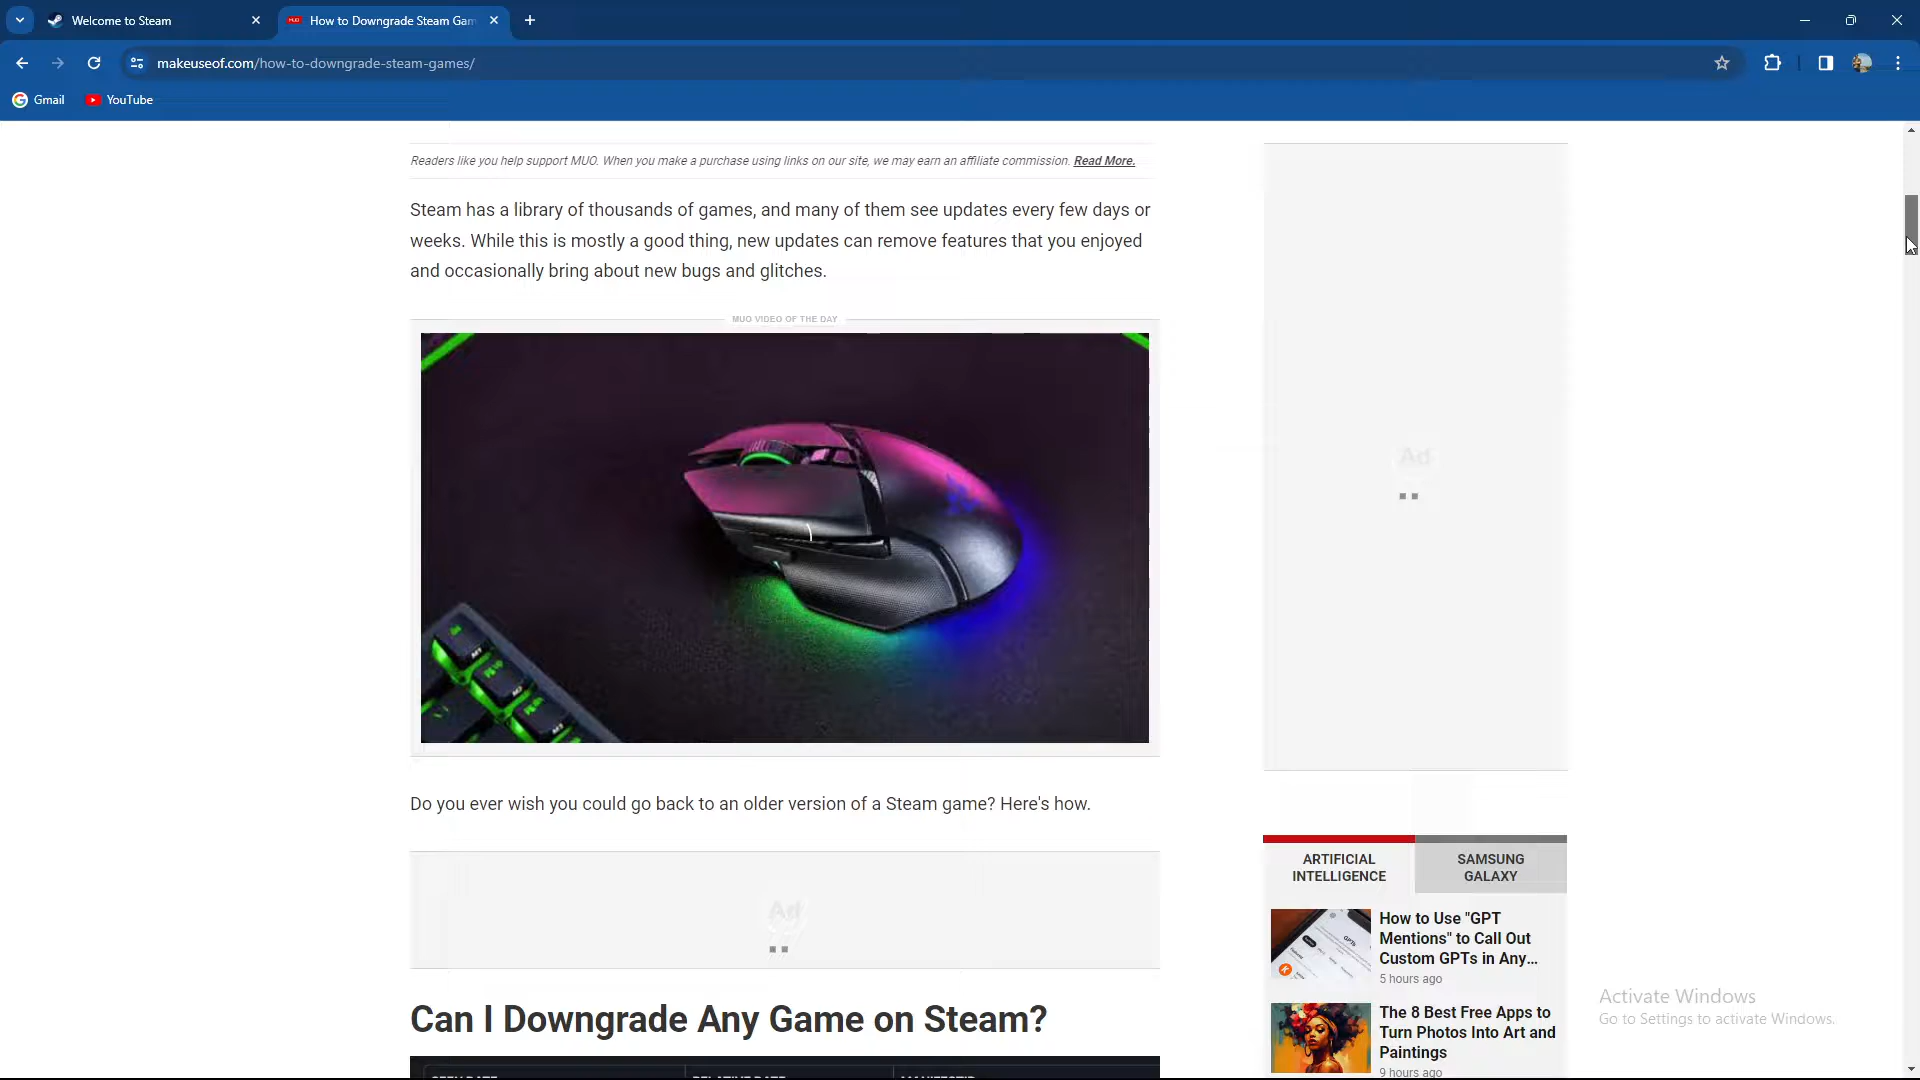 Welcome to Steam
MUO
How to Downgrade Steam Gam
makeuseof.com/how-to-downgrade-steam-games/
Gmail
YouTube
Readers like you help support MUO. When you make a purchase using links on our site, we may earn an affiliate commission. Read More.
Steam has a library of thousands of games, and many of them see updates every few days or
weeks. While this is mostly a good thing, new updates can remove features that you enjoyed
and occasionally bring about new bugs and glitches.
MUO VIDEO OF THE DAY
Ad
Do you ever wish you could go back to an older version of a Steam game? Here's how.
Ad
Can I Downgrade Any Game on Steam?
ARTIFICIAL
INTELLIGENCE
SAMSUNG
GALAXY
How to Use "GPT
Mentions" to Call Out
Custom GPTs in Any...
5 hours ago
The 8 Best Free Apps to
Turn Photos Into Art and
Paintings
9 hours ago
Activate Windows
Go to Settings to activate Windows.